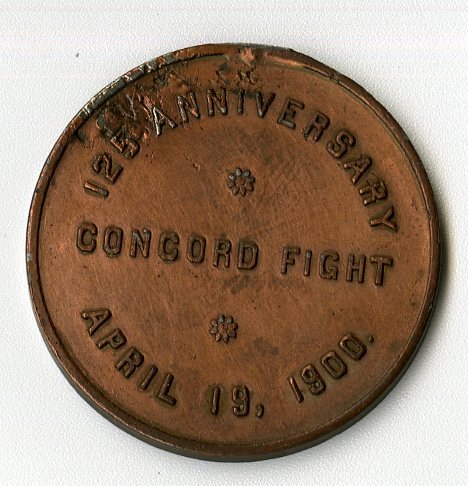 125 ANNIVERSARY
CONCORD FIGHT
APRIL 19, 1900.